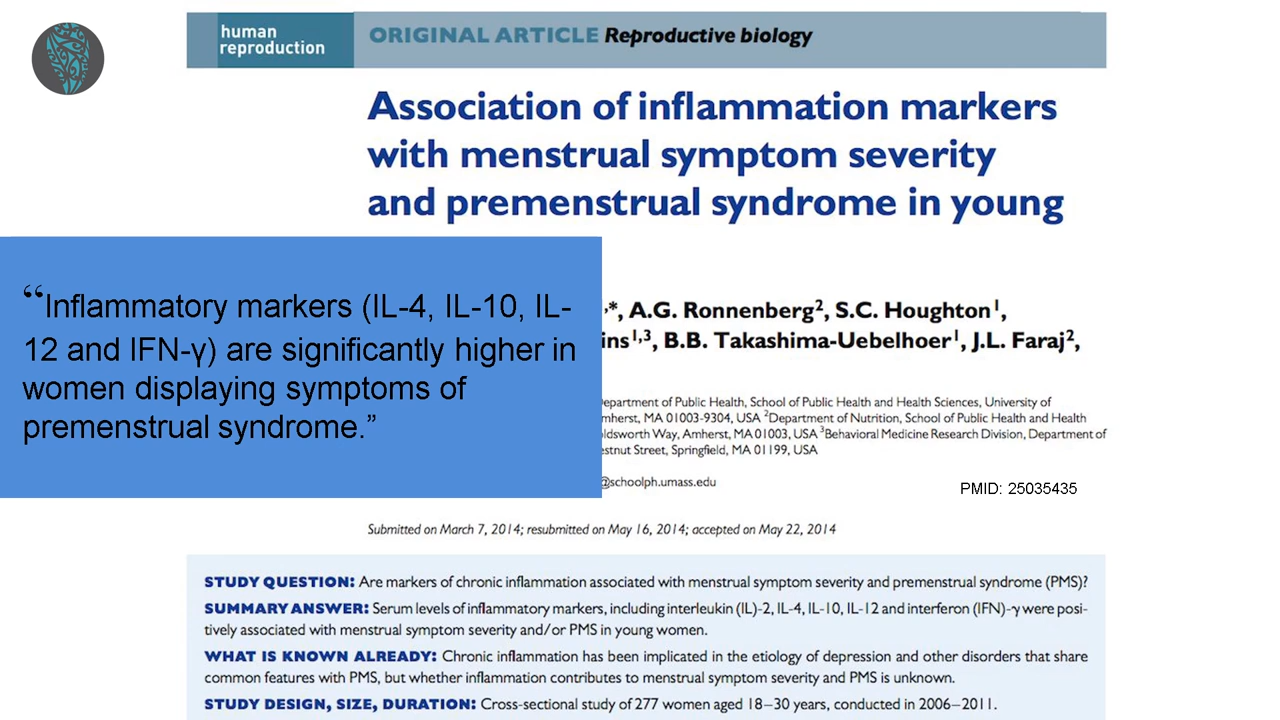 human
reproduction
ORIGINAL ARTICLE Reproductive biology
Association of inflammation markers
with menstrual symptom severity
and premenstrual syndrome in young
“Inflammatory markers (IL-4, IL-10, IL-
12 and IFN-γ) are significantly higher in
women displaying symptoms of
premenstrual syndrome.”
,*, A.G. Ronnenberg², S.C. Houghton¹,
ins¹,³, B.B. Takashima-Uebelhoer¹, J.L. Faraj²,
epartment of Public Health, School of Public Health and Health Sciences, University of
mherst, MA 01003-9304, USA ²Department of Nutrition, School of Public Health and Health
ldsworth Way, Amherst, MA 01003, USA ³Behavioral Medicine Research Division, Department of
estnut Street, Springfield, MA 01199, USA
@schoolph.umass.edu
PMID: 25035435
Submitted on March 7, 2014; resubmitted on May 16, 2014; accepted on May 22, 2014
STUDY QUESTION: Are markers of chronic inflammation associated with menstrual symptom severity and premenstrual syndrome (PMS)?
SUMMARY ANSWER: Serum levels of inflammatory markers, including interleukin (IL)-2, IL-4, IL-10, IL-12 and interferon (IFN)-γ were posi-
tively associated with menstrual symptom severity and/or PMS in young women.
WHAT IS KNOWN ALREADY: Chronic inflammation has been implicated in the etiology of depression and other disorders that share
common features with PMS, but whether inflammation contributes to menstrual symptom severity and PMS is unknown.
STUDY DESIGN, SIZE, DURATION: Cross-sectional study of 277 women aged 18–30 years, conducted in 2006–2011.